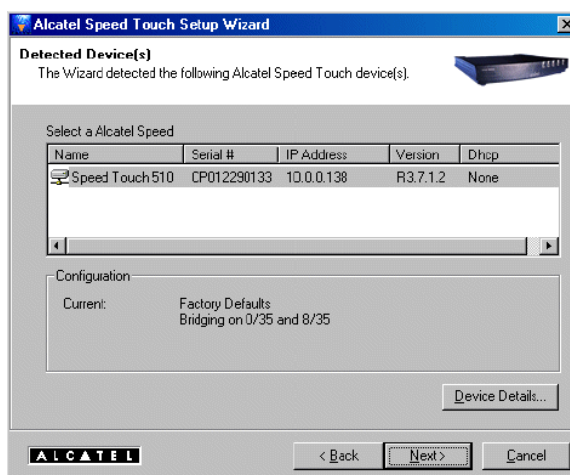 Alcatel Speed Touch Setup Wizard
Detected Device(s)
The Wizard detected the following Alcatel Speed Touch device(s).
Select a Alcatel Speed
Name Serial # IP Address Version Dhcp
Speed Touch 510 CP012290133 10.0.0.138 R3.7.1.2 None
Configuration
Current: Factory Defaults
Bridging on 0/35 and 8/35
Device Details...
ALCATEL < Back Next > Cancel